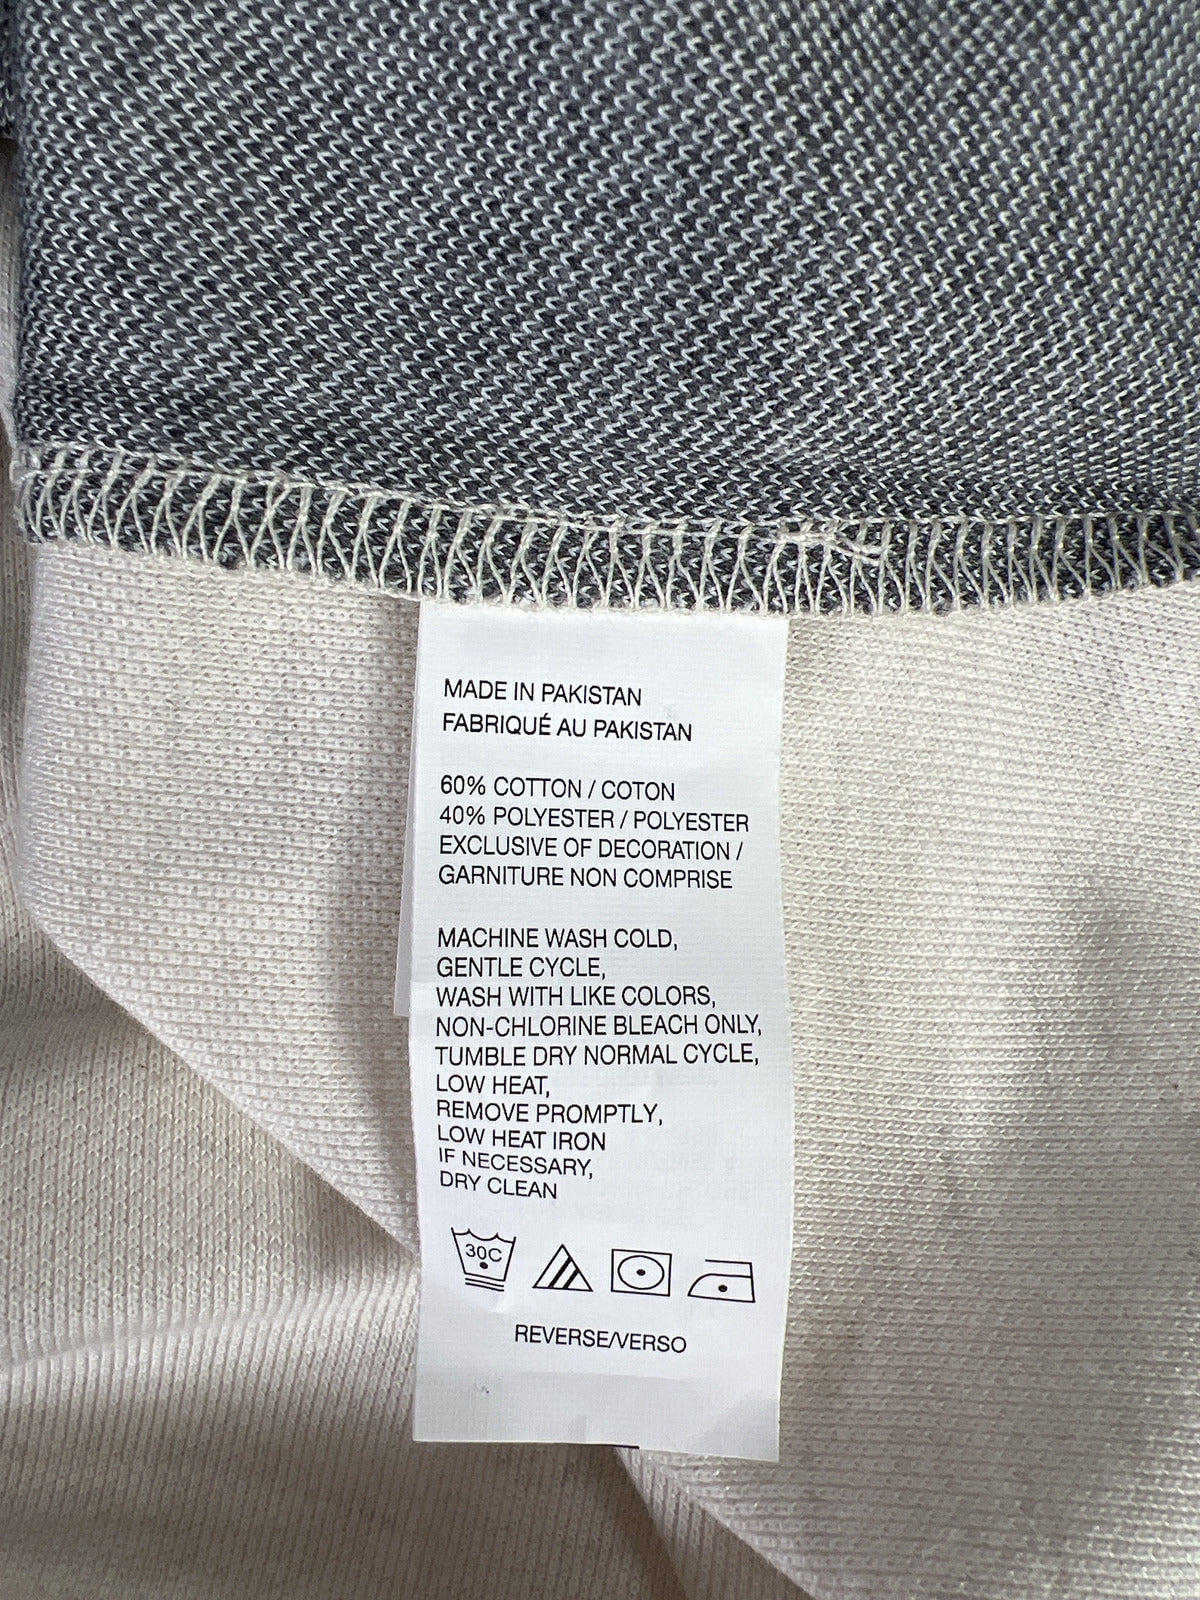 MADE IN PAKISTAN
FABRIQUÉ AU PAKISTAN
60% COTTON / COTON
40% POLYESTER / POLYESTER
EXCLUSIVE OF DECORATION /
GARNITURE NON COMPRISE
MACHINE WASH COLD,
GENTLE CYCLE,
WASH WITH LIKE COLORS,
NON-CHLORINE BLEACH ONLY,
TUMBLE DRY NORMAL CYCLE,
LOW HEAT,
REMOVE PROMPTLY,
LOW HEAT IRON
IF NECESSARY,
DRY CLEAN
30C
REVERSE/VERSO